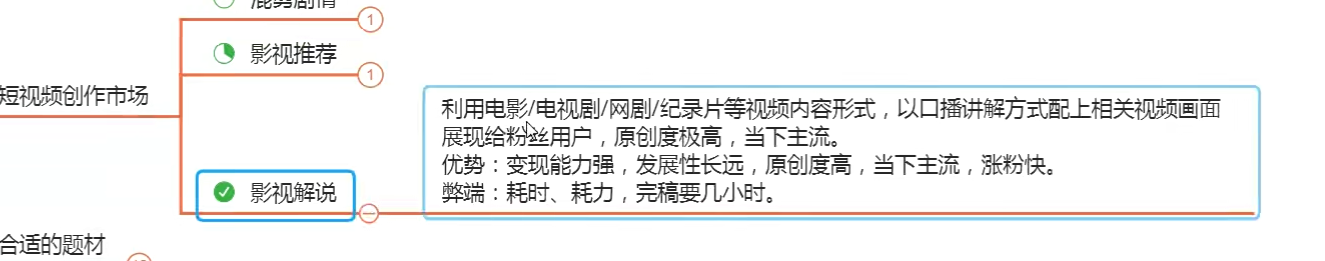 混剪剧情
1
影视推荐
1
短视频创作市场
利用电影/电视剧/网剧/纪录片等视频内容形式，以口播讲解方式配上相关视频画面
展现给粉丝用户，原创度极高，当下主流。
优势：变现能力强，发展性长远，原创度高，当下主流，涨粉快。
影视解说
弊端：耗时、耗力，完稿要几小时。
合适的题材